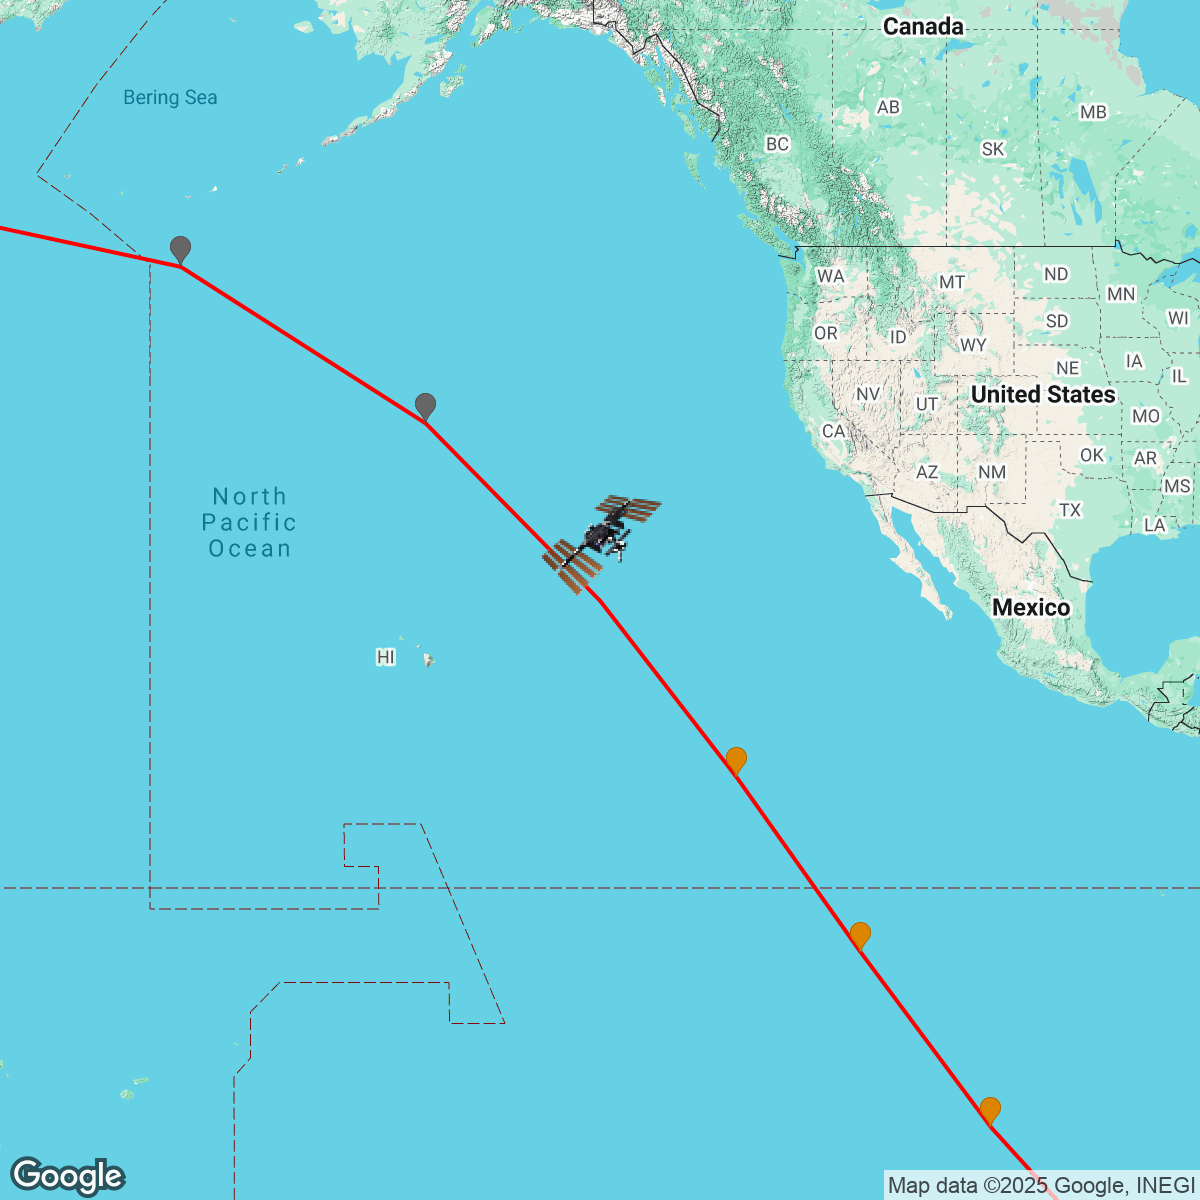 Canada
Bering Sea
AB
MB
BC
SK
WA
MT
ND
MN
OR
ID
SD
WI
WY
NE
IA
IL
NV
UT
United States
MO
CA
OK
AR
AZ
NM
MS
TX
LA
North
Pacific
Ocean
Mexico
HI
Google
Map data ©2025 Google, INEGI